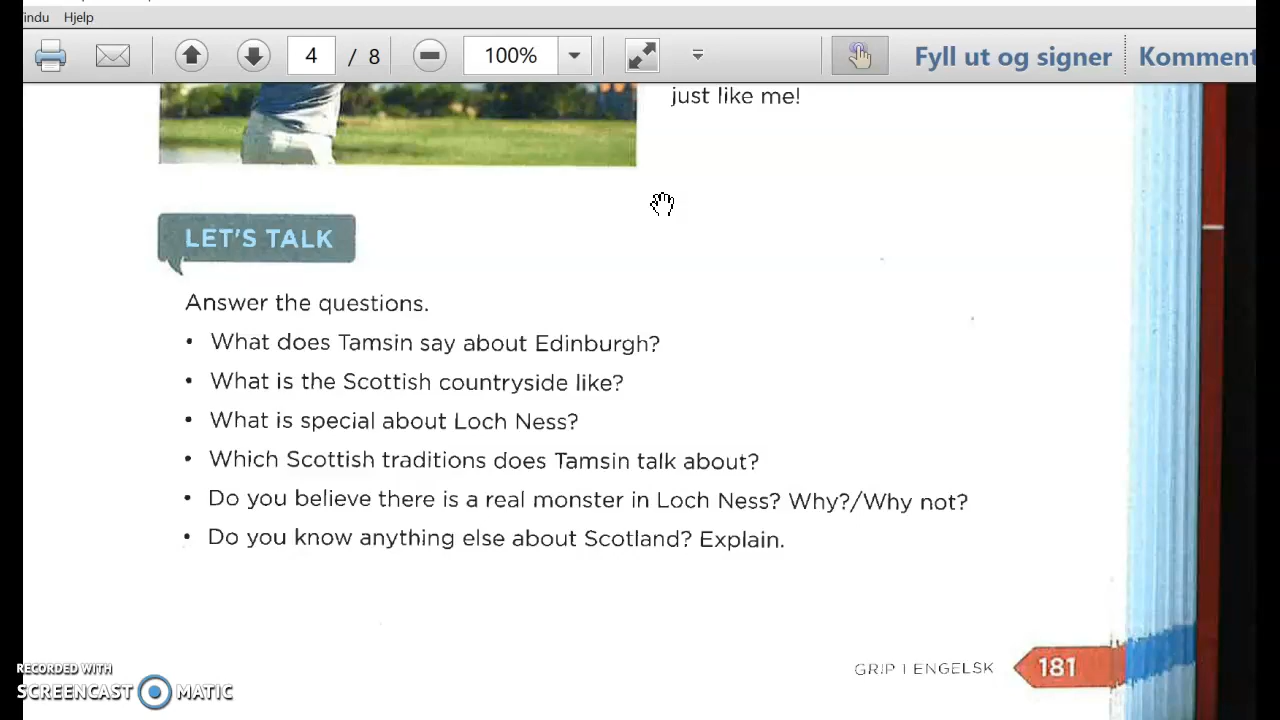 indu Hjelp
4 / 8 100% Fyll ut og signer Komment
just like me!
LET'S TALK
Answer the questions.
• What does Tamsin say about Edinburgh?
• What is the Scottish countryside like?
• What is special about Loch Ness?
• Which Scottish traditions does Tamsin talk about?
• Do you believe there is a real monster in Loch Ness? Why?/Why not?
• Do you know anything else about Scotland? Explain.
GRIP I ENGELSK 181
RECORDED WITH
SCREENCAST MATIC